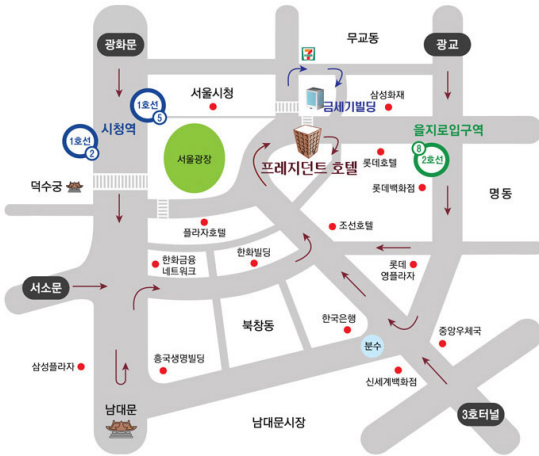 광화문
무교동
광교
7
ELEVEN
1호선
5
서울시청
금세기빌딩
삼성화재
시청역
1호선
2
을지로입구역
8
2호선
서울광장
프레지던트 호텔
롯데호텔
롯데백화점
명동
덕수궁
플라자호텔
조선호텔
한화금융
네트워크
한화빌딩
롯데
영플라자
서소문
북창동
한국은행
분수
중앙우체국
삼성플라자
흥국생명빌딩
신세계백화점
남대문
남대문시장
3호터널